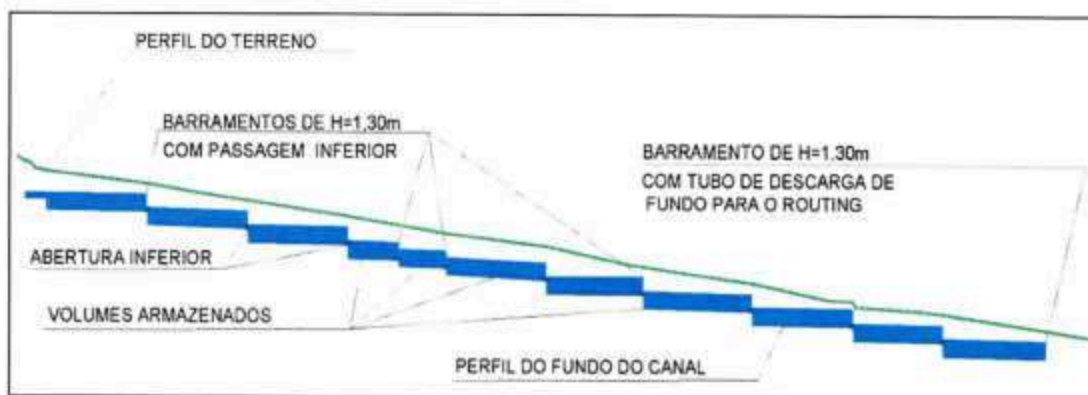 PERFIL DO TERRENO
BARRAMENTOS DE H=1,30m
COM PASSAGEM INFERIOR
BARRAMENTO DE H=1.30m
COM TUBO DE DESCARGA DE
FUNDO PARA O ROUTING
ABERTURA INFERIOR
VOLUMES ARMAZENADOS
PERFIL DO FUNDO DO CANAL